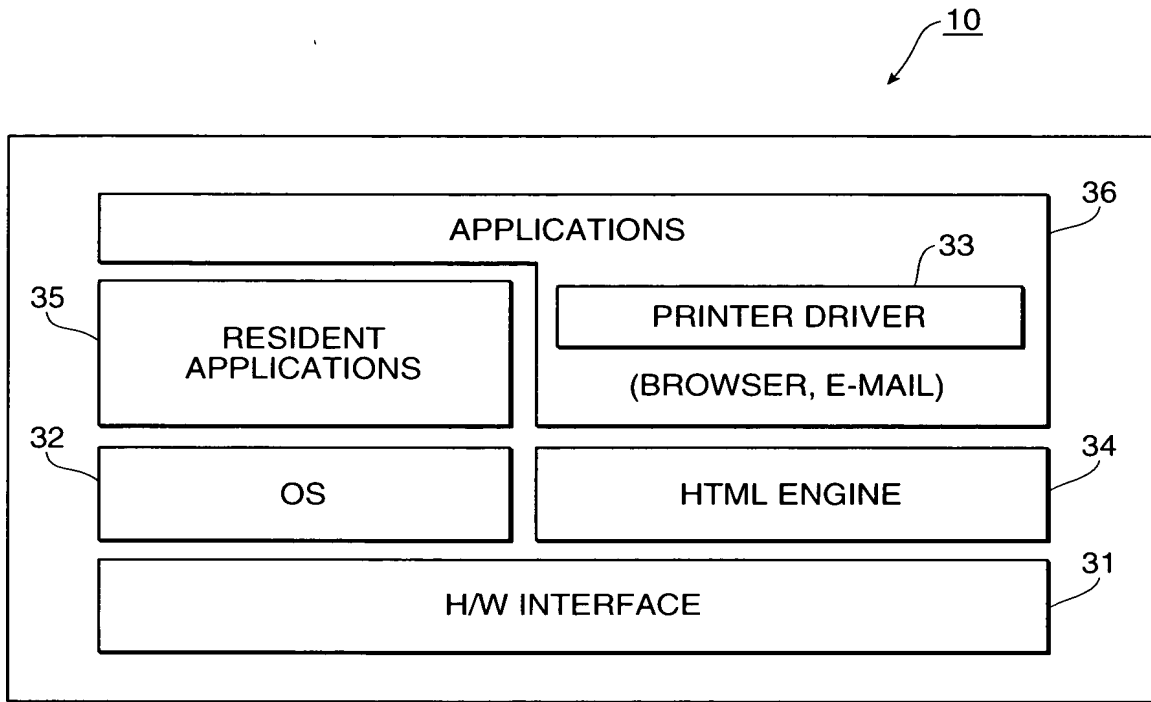 10
36
APPLICATIONS
33
PRINTER DRIVER
35
RESIDENT
APPLICATIONS
(BROWSER, E-MAIL)
32
OS
34
HTML ENGINE
31
H/W INTERFACE